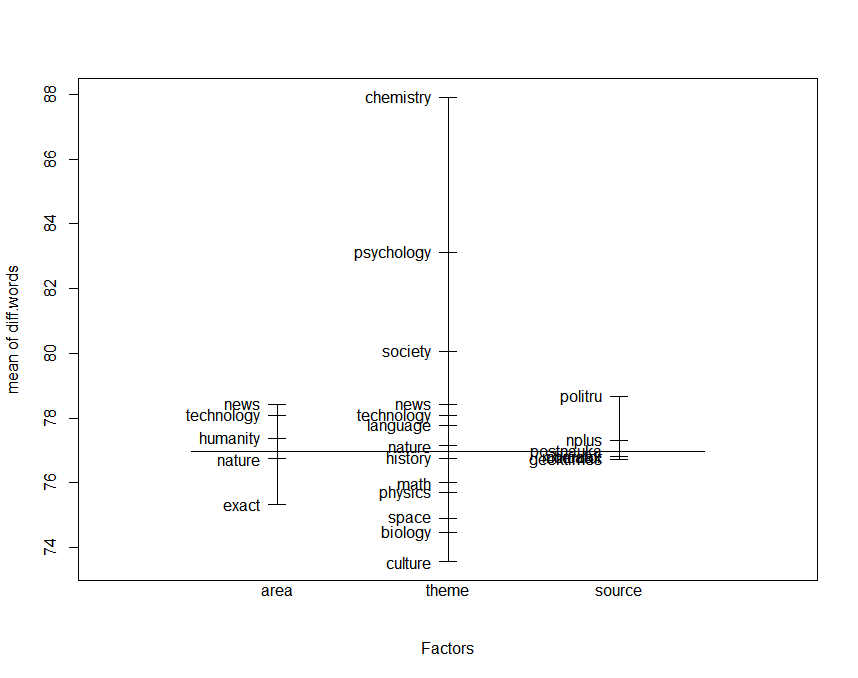 mean of diff.words
88
86
84
82
80
78
76
74
news
technology
humanity
nature
exact
chemistry
psychology
society
news
technology
language
nature
history
math
physics
space
biology
culture
politru
nplus
postnauka
geektimes
area
theme
source
Factors